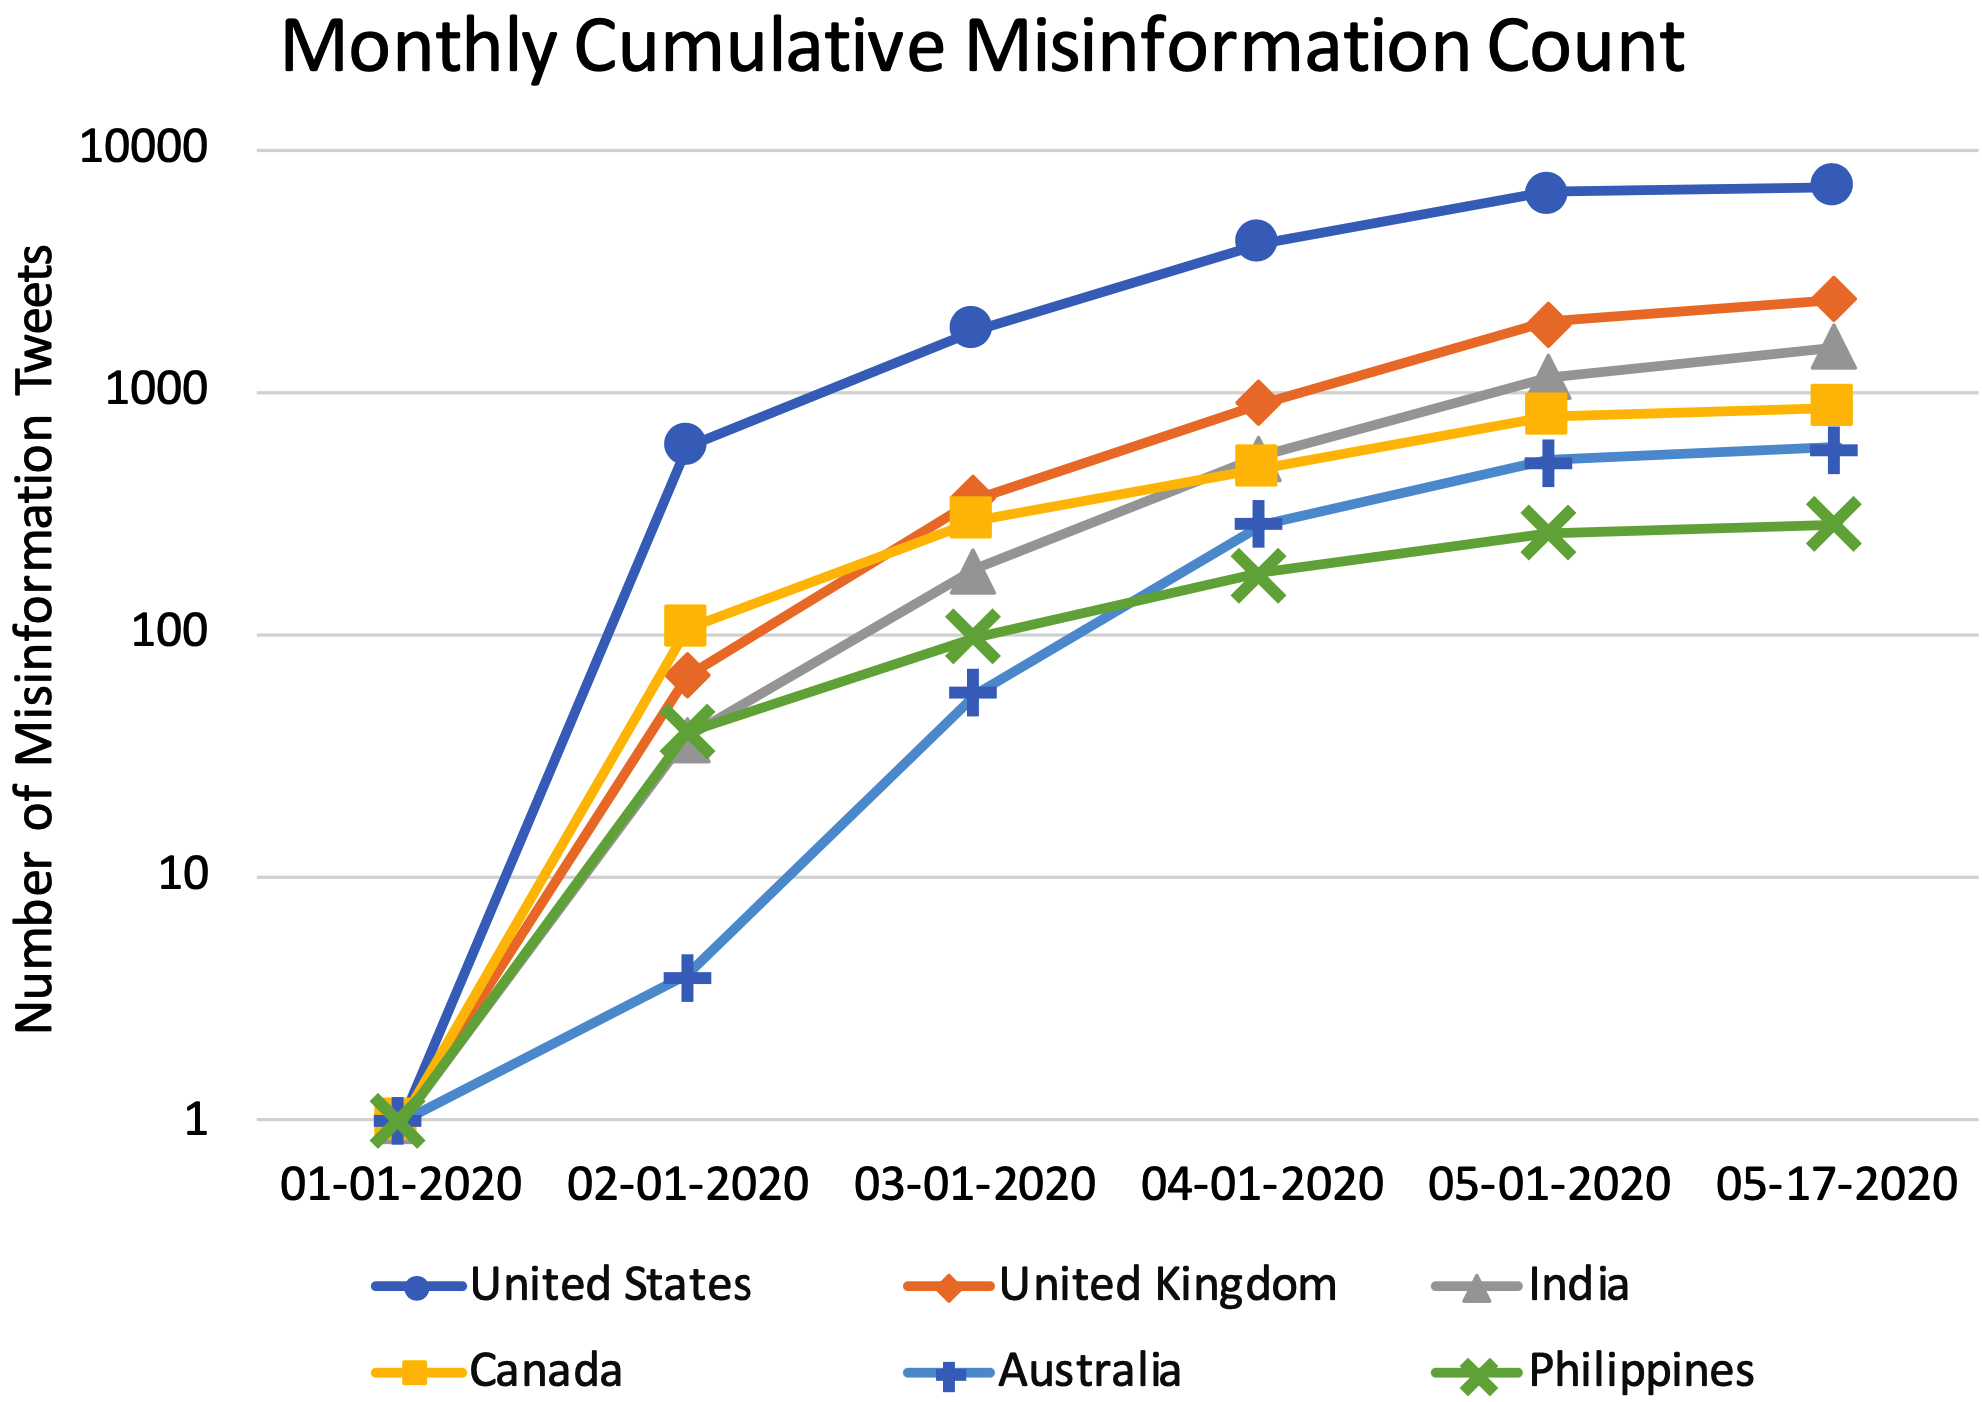 Monthly Cumulative Misinformation Count
Number of Misinformation Tweets
10000
1000
100
10
1
01-01-2020 02-01-2020 03-01-2020 04-01-2020 05-01-2020 05-17-2020
United States United Kingdom India
Canada Australia Philippines